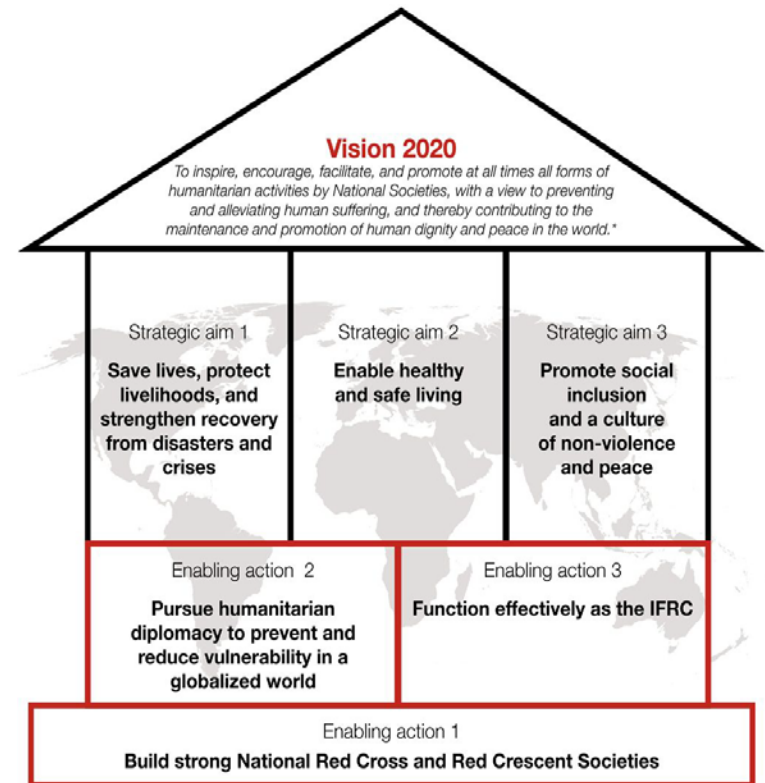 Vision 2020
To inspire, encourage, facilitate, and promote at all times all forms of
humanitarian activities by National Societies, with a view to preventing
and alleviating human suffering, and thereby contributing to the
maintenance and promotion of human dignity and peace in the world.*
Strategic aim 1
Save lives, protect
livelihoods, and
strengthen recovery
from disasters and
crises
Strategic aim 2
Enable healthy
and safe living
Strategic aim 3
Promote social
inclusion
and a culture
of non-violence
and peace
Enabling action 2
Pursue humanitarian
diplomacy to prevent and
reduce vulnerability in a
globalized world
Enabling action 3
Function effectively as the IFRC
Enabling action 1
Build strong National Red Cross and Red Crescent Societies